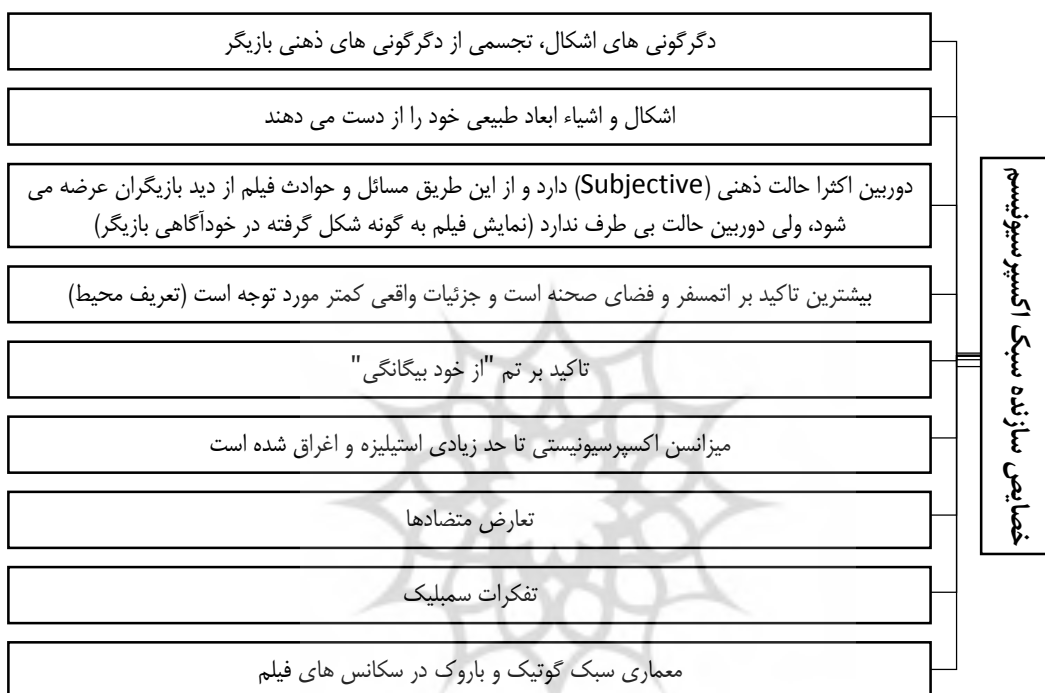 خصایص سازنده سبک اکسپرسیونیسم
دگرگونی های اشکال، تجسمی از دگرگونی های ذهنی بازیگر
اشکال و اشیاء ابعاد طبیعی خود را از دست می دهند
دوربین اکثرا حالت ذهنی (Subjective) دارد و از این طریق مسائل و حوادث فیلم از دید بازیگران عرضه می
شود، ولی دوربین حالت بی طرف ندارد (نمایش فیلم به گونه شکل گرفته در خودآگاهی بازیگر)
بیشترین تاکید بر اتمسفر و فضای صحنه است و جزئیات واقعی کمتر مورد توجه است (تعریف محیط)
تاکید بر تم "از خود بیگانگی"
میزانسن اکسپرسیونیستی تا حد زیادی استیلیزه و اغراق شده است
تعارض متضادها
تفکرات سمبلیک
معماری سبک گوتیک و باروک در سکانس های فیلم